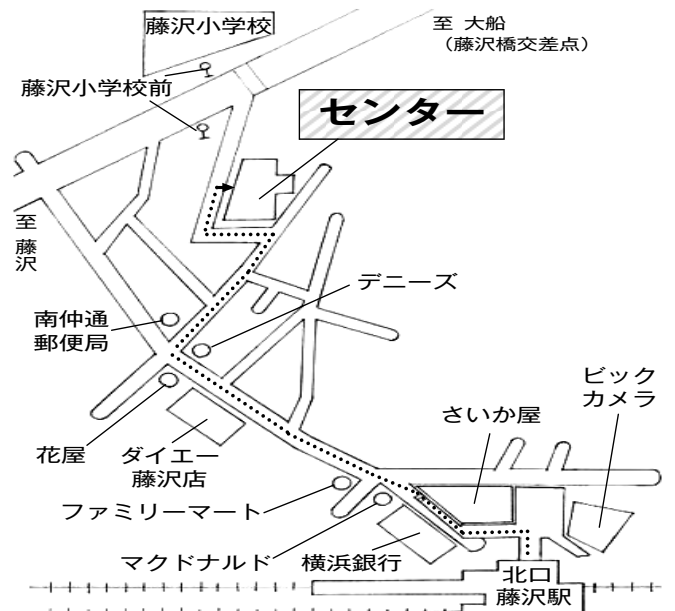 藤沢小学校
至 大船
（藤沢橋交差点）
藤沢小学校前
センター
至
藤
沢
デニーズ
南仲通
郵便局
ビック
カメラ
さいか屋
花屋
ダイエー
藤沢店
ファミリーマート
マクドナルド
横浜銀行
北口
藤沢駅